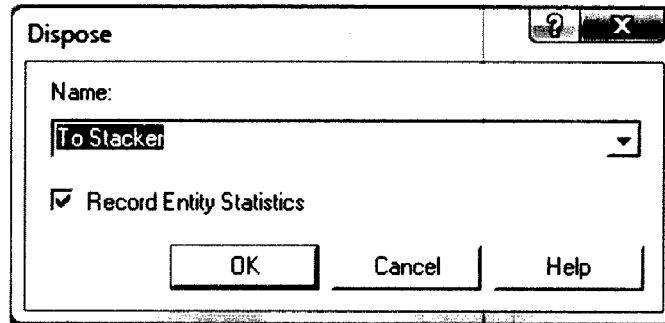 Dispose
Name:
To Stacker
Record Entity Statistics
OK Cancel Help